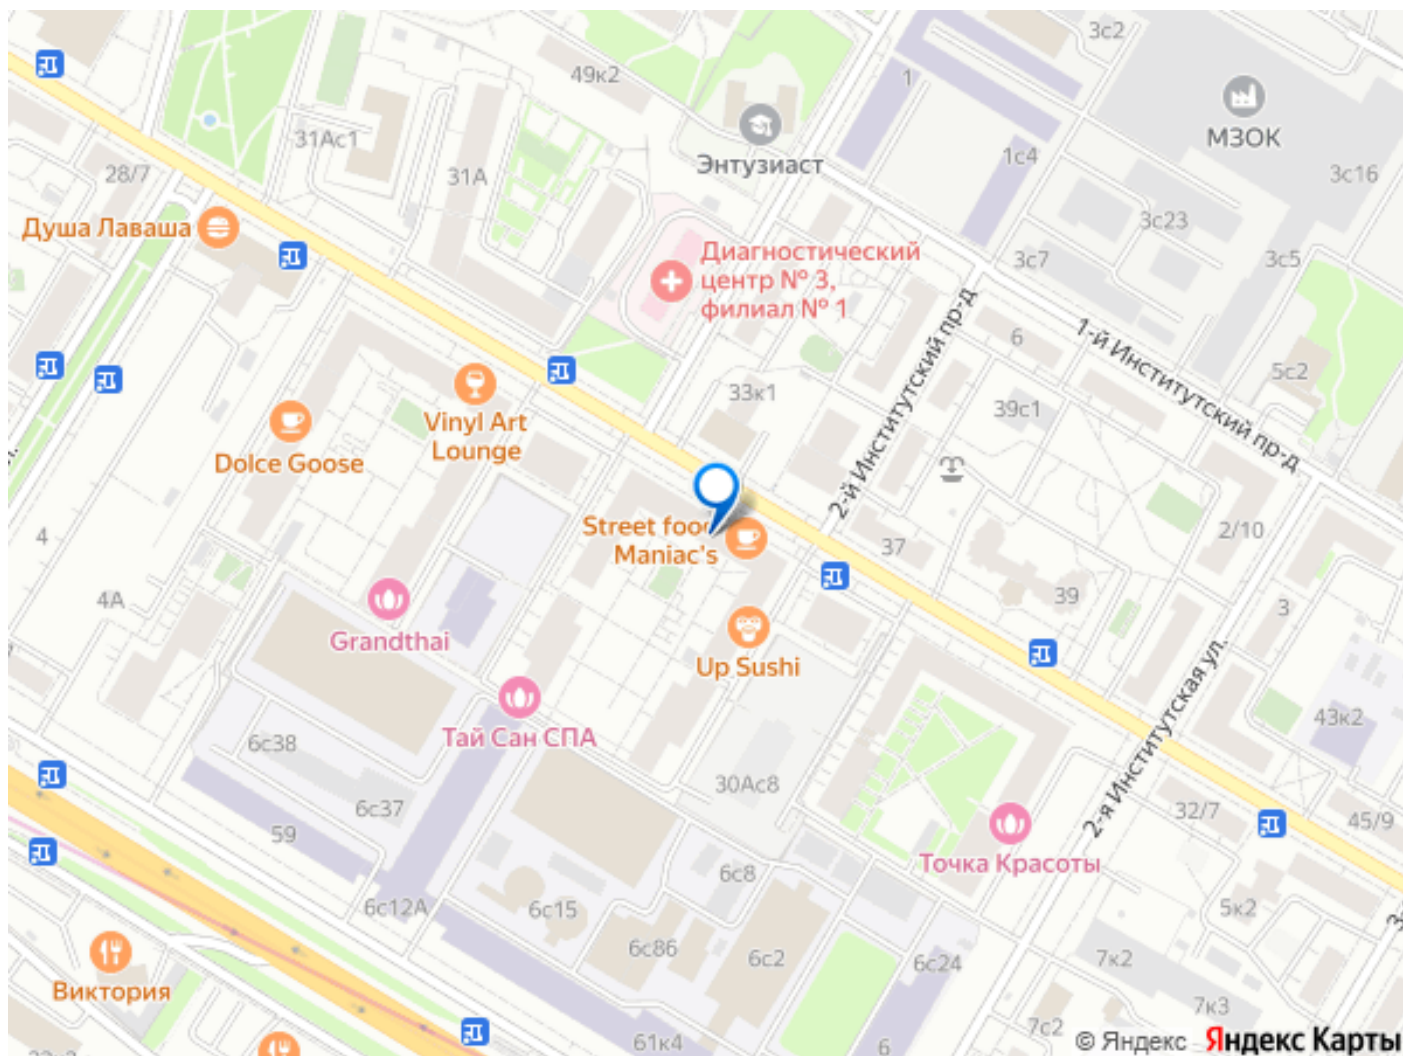 3с2
49к2
1
МЗОК
31Ас1
Энтузиаст
1с4
28/7
31А
3с16
Душа Лаваша
3с23
Диагностический
центр № 3,
филиал № 1
3с7
3с5
2-й Институтский пр-д
6
1-й Институтский пр-д
5с2
33к1
39с1
Vinyl Art
Lounge
Dolce Goose
4
Street food
Maniac's
37
2/10
4А
39
3
Grandthai
Up Sushi
2-я Институтская ул.
43к2
Тай Сан СПА
6с38
30Ас8
6с37
32/7
59
45/9
Точка Красоты
6с8
6с12А
6с15
5к2
6с86
6с2
6с24
7к2
Виктория
7к3
7с2
61к4
6
© Яндекс Яндекс Карты